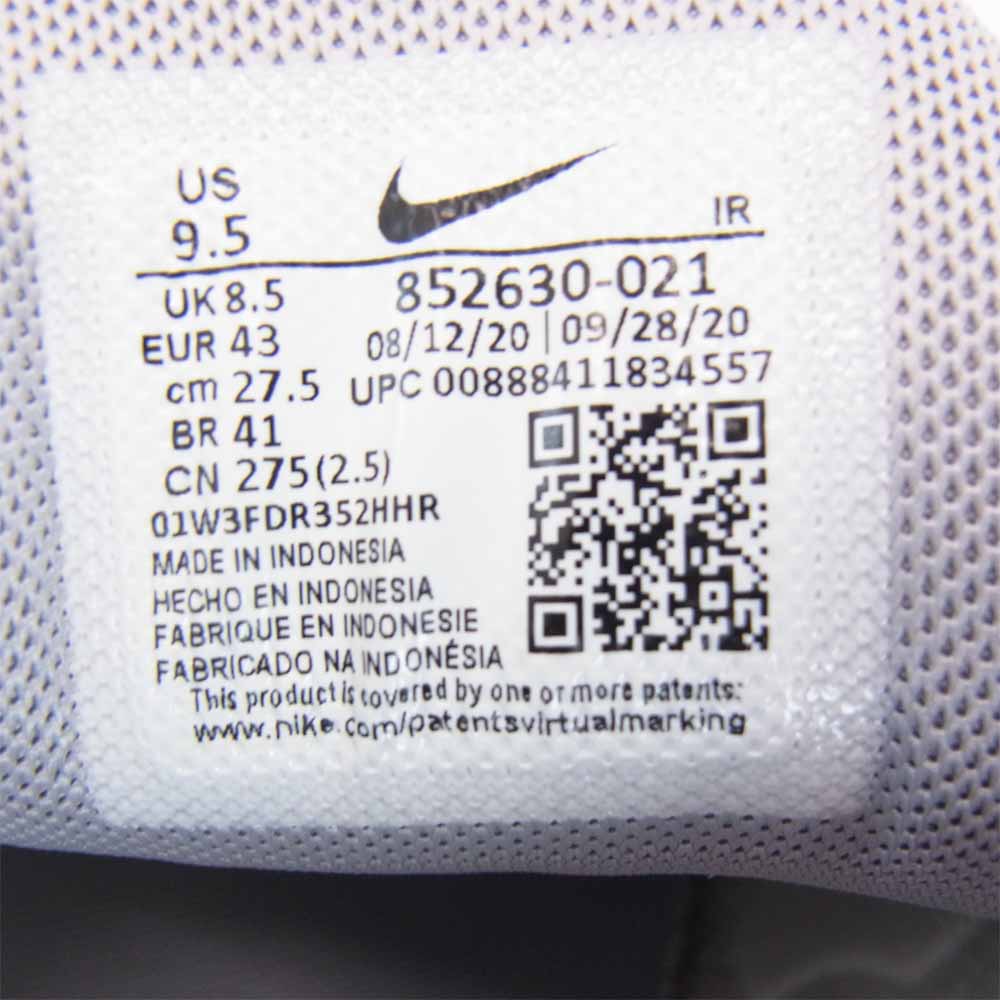 US
9.5
IR
UK 8.5
852630-021
EUR 43
08/12/20 | 09/28/20
cm 27.5
UPC 00888411834557
BR 41
CN 275(2.5)
01W3FDR352HHR
MADE IN INDONESIA
HECHO EN INDONESIA
FABRIQUE EN INDONESIE
FABRICADO NA INDONÉSIA
This product is covered by one or more patents:
www.nike.com/patentsvirtualmarking